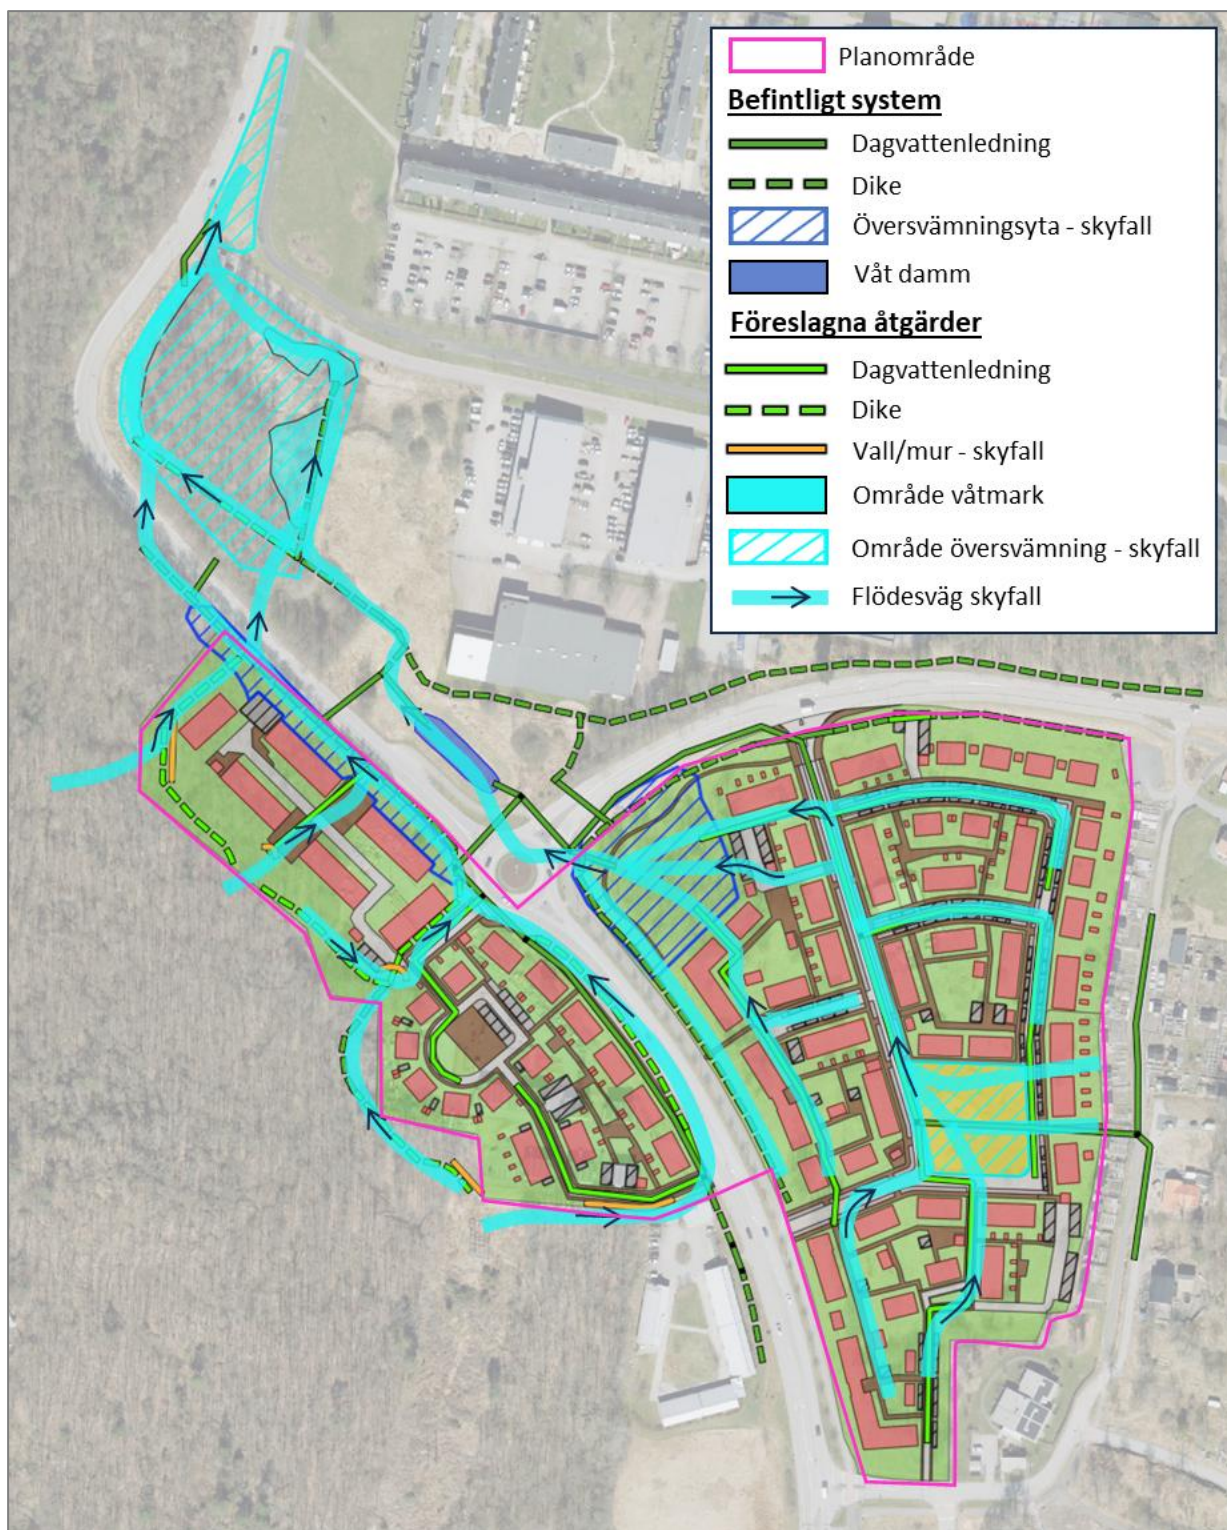 Planområde
Befintligt system
Dagvattenledning
Dike
Översvämningsyta - skyfall
Våt damm
Föreslagna åtgärder
Dagvattenledning
Dike
Vall/mur - skyfall
Område våtmark
Område översvämning - skyfall
Flödesväg skyfall